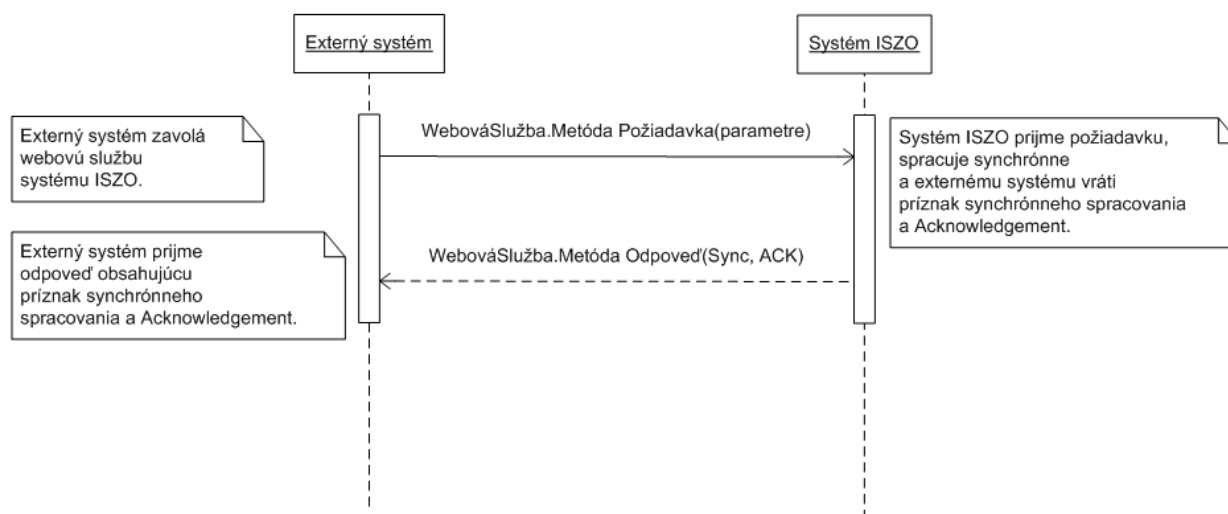 Externý systém
Systém ISZO
Externý systém zavolá
webovú službu
systému ISZO.
WebováSlužba.Metóda Požiadavka(parametre)
Systém ISZO prijme požiadavku,
spracuje synchrónne
a externému systému vráti
príznak synchrónneho spracovania
a Acknowledgement.
Externý systém prijme
odpoveď obsahujúcu
príznak synchrónneho
spracovania a Acknowledgement.
WebováSlužba.Metóda Odpoveď(Sync, ACK)